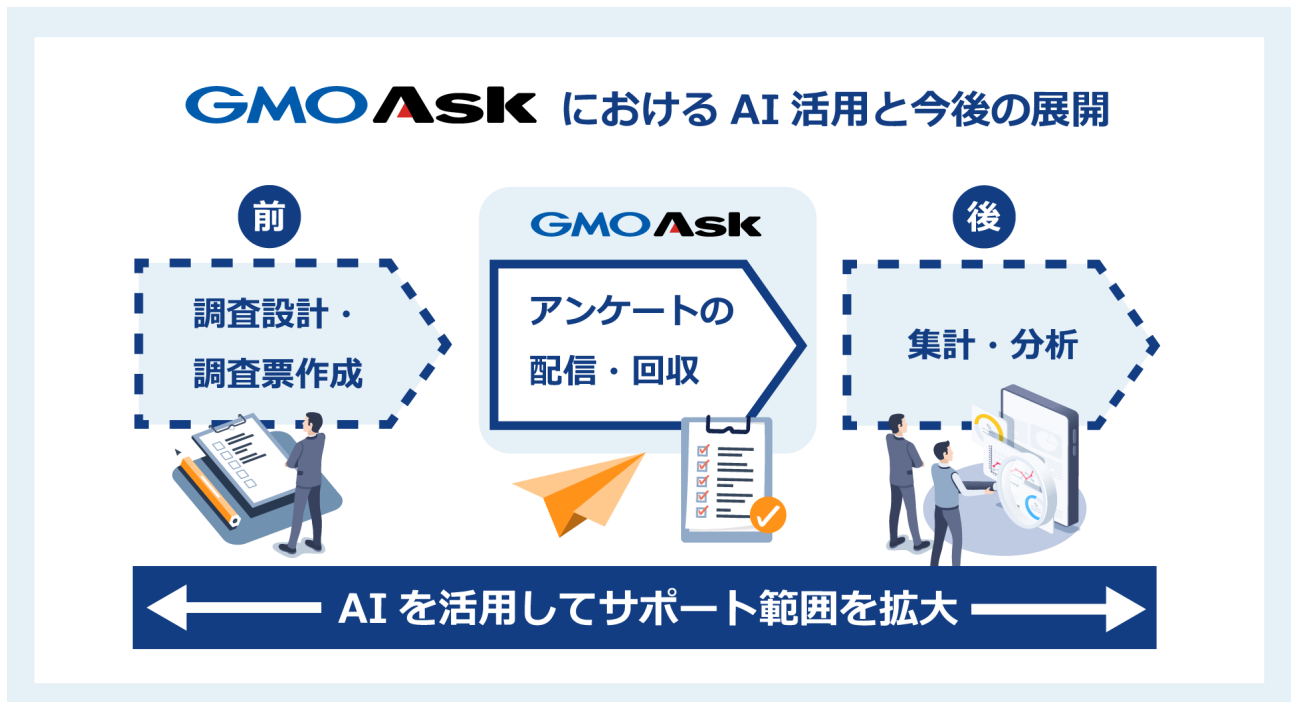 GMO Ask における AI 活用と今後の展開
前
調査設計・
調査票作成
GMO Ask
アンケートの
配信・回収
後
集計・分析
AI を活用してサポート範囲を拡大